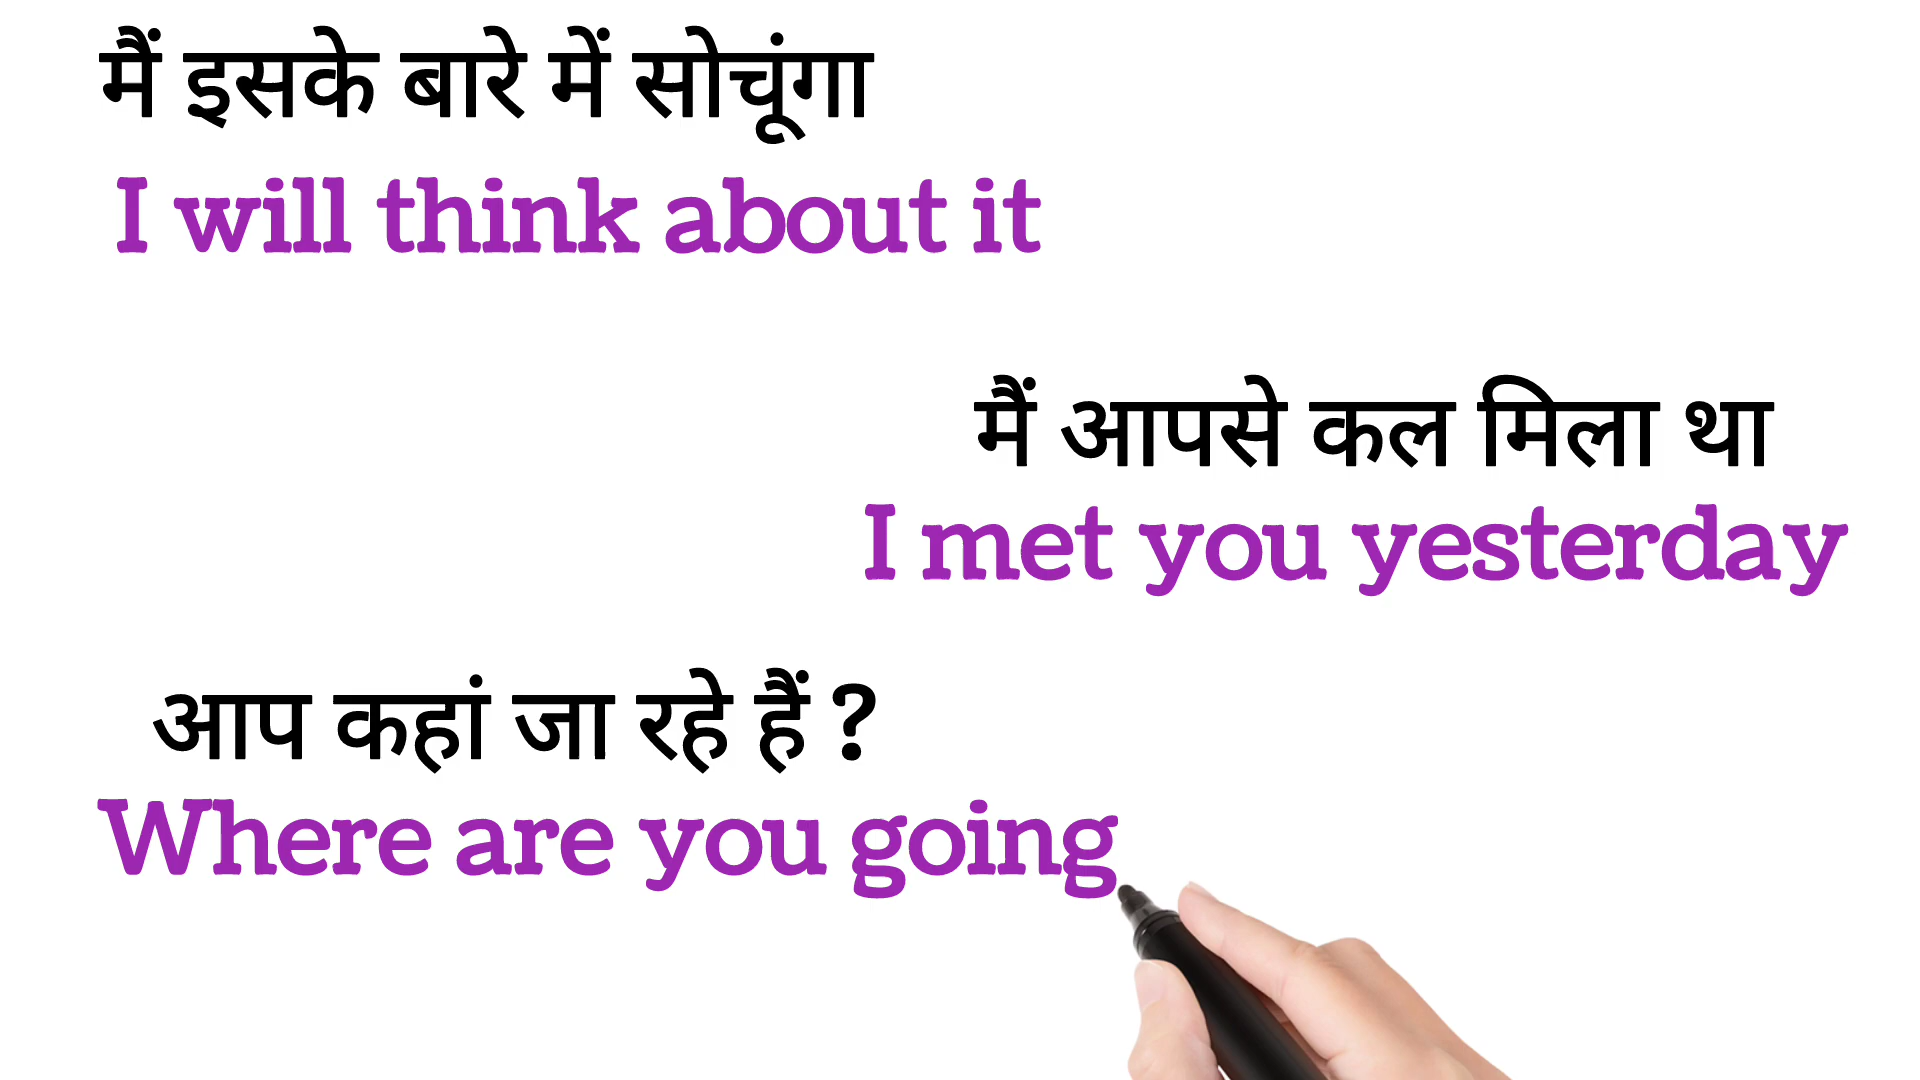 मैं इसके बारे में सोचूंगा
I will think about it
मैं आपसे कल मिला था
I met you yesterday
आप कहां जा रहे हैं ?
Where are you going